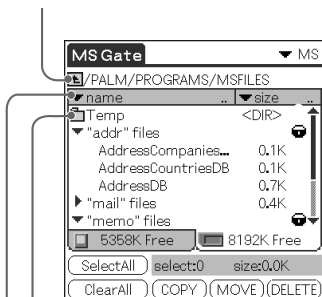 MS Gate MS
/PALM/PROGRAMS/MSFILES
name .. size ..
Temp <DIR>
"addr" files
AddressCompanies... 0.1K
AddressCountriesDB 0.1K
AddressDB 0.7K
"mail" files 0.4K
"memo" files
5358K Free 8192K Free
SelectAll select:0 size:0.0K
ClearAll COPY MOVE DELETE